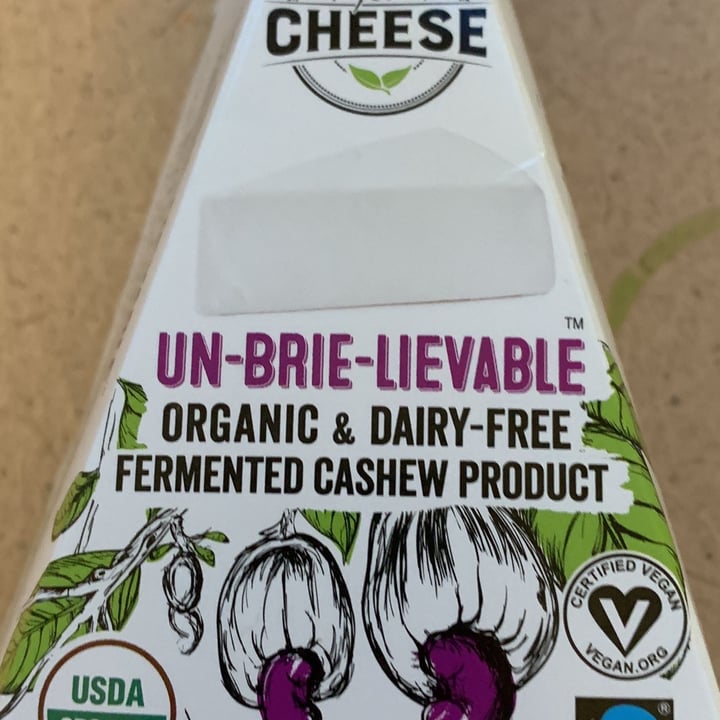 CHEESE
UN-BRIE-LIEVABLE™
ORGANIC & DAIRY-FREE
FERMENTED CASHEW PRODUCT
CERTIFIED VEGAN
V
VEGAN.ORG
USDA
®